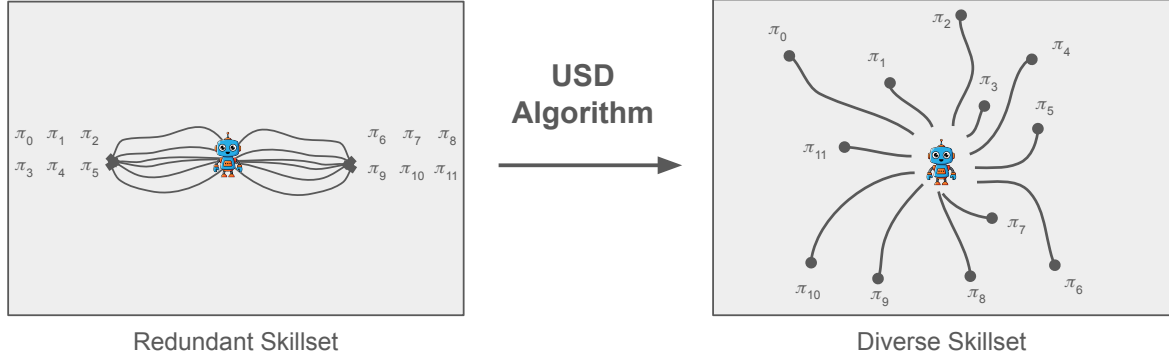 π0 π1 π2
π3 π4 π5
π6 π7 π8
π9 π10 π11
Redundant Skillset
USD
Algorithm
π0
π1
π2
π3
π4
π5
π11
π7
π10
π9
π8
π6
Diverse Skillset